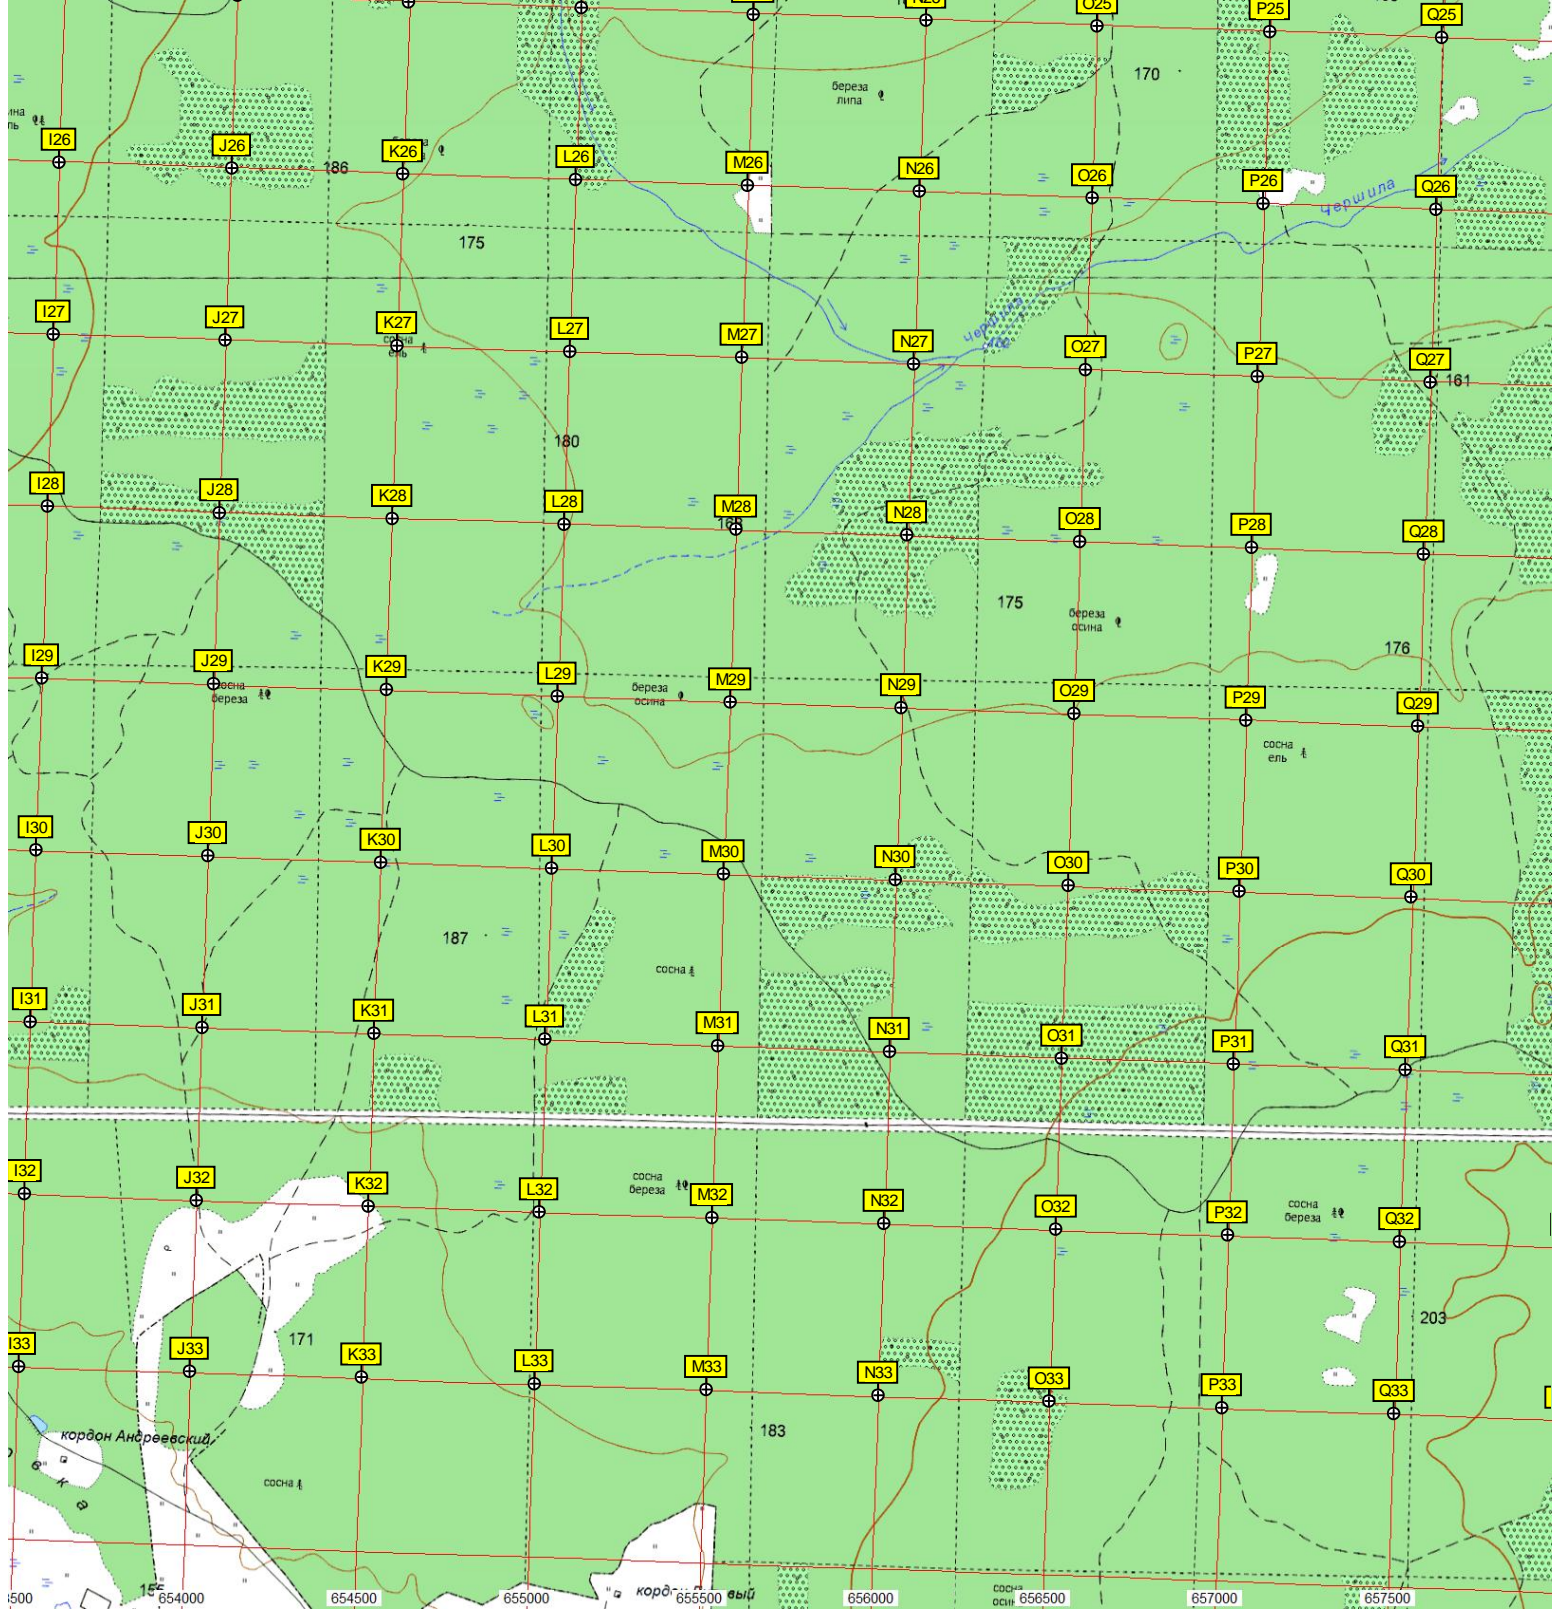 O25
P25
Q25
170
береза
липа
I26
J26
186
K26
L26
M26
N26
O26
P26
Q26
Чершила
175
I27
J27
K27
L27
M27
N27
Чершила
O27
P27
Q27
161
сосна
ель
180
I28
J28
K28
L28
M28
N28
O28
P28
Q28
175
береза
осина
176
I29
J29
K29
L29
M29
N29
O29
P29
Q29
сосна
береза
береза
осина
сосна
ель
I30
J30
K30
L30
M30
N30
O30
P30
Q30
187
сосна
I31
J31
K31
L31
M31
N31
O31
P31
Q31
I32
J32
K32
L32
сосна
береза
M32
N32
O32
P32
сосна
береза
Q32
203
I33
J33
171
K33
L33
M33
N33
O33
P33
Q33
кордон Андреевский
183
сосна
654000
654500
655000
655500
656000
656500
657000
657500